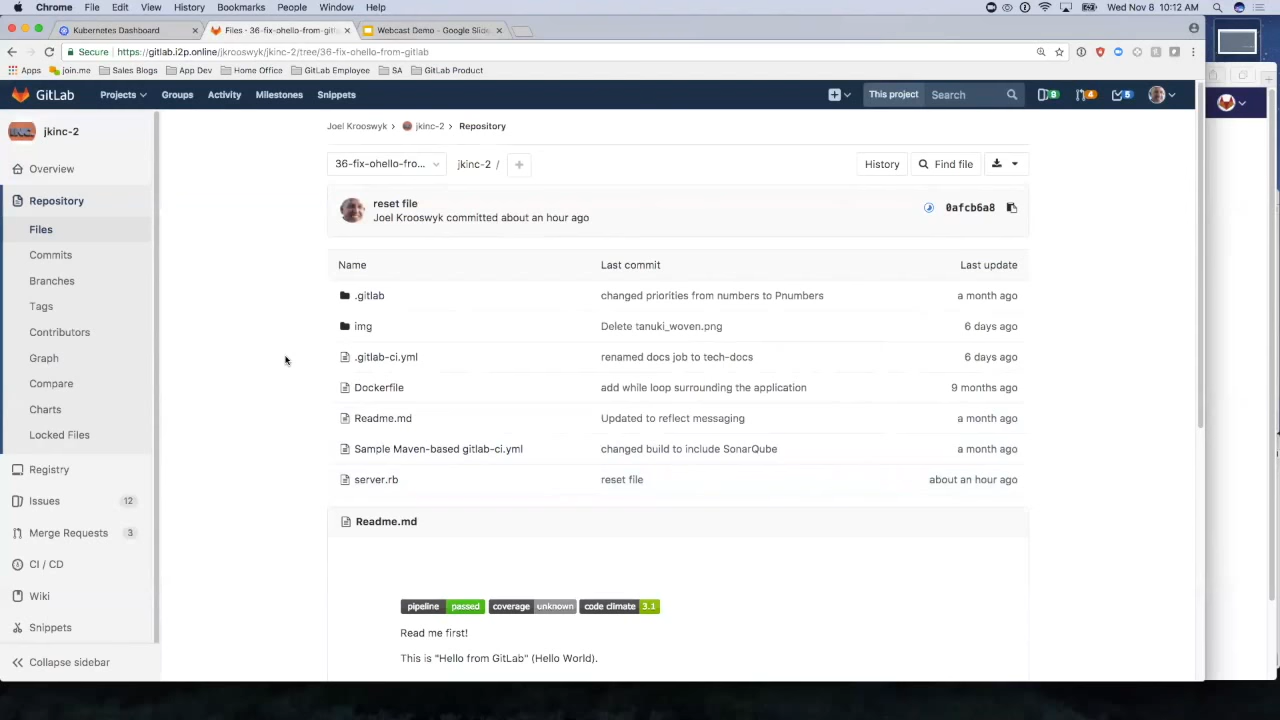 Chrome File Edit View History Bookmarks People Window Help Wed Nov 8 10:12 AM
Kubernetes Dashboard Files · 36-fix-ohello-from-gitlab Webcast Demo - Google Slide
Secure https://gitlab.i2p.online/jkrooswyk/jkinc-2/tree/36-fix-ohello-from-gitlab
Apps join.me Sales Blogs App Dev Home Office GitLab Employee SA GitLab Product
GitLab Projects Groups Activity Milestones Snippets This project Search 9 4 5
jkinc-2
Joel Krooswyk > jkinc-2 > Repository
Overview
36-fix-ohello-fro... jkinc-2 / + History Find file
Repository
reset file
Joel Krooswyk committed about an hour ago 0afcb6a8
Files
Commits
Branches
Tags
Contributors
Graph
Compare
Charts
Locked Files
Registry
Issues 12
Merge Requests 3
CI / CD
Wiki
Snippets
Collapse sidebar
Name Last commit Last update
.gitlab changed priorities from numbers to Pnumbers a month ago
img Delete tanuki_woven.png 6 days ago
.gitlab-ci.yml renamed docs job to tech-docs 6 days ago
Dockerfile add while loop surrounding the application 9 months ago
Readme.md Updated to reflect messaging a month ago
Sample Maven-based gitlab-ci.yml changed build to include SonarQube a month ago
server.rb reset file about an hour ago
Readme.md
pipeline passed coverage unknown code climate 3.1
Read me first!
This is "Hello from GitLab" (Hello World).